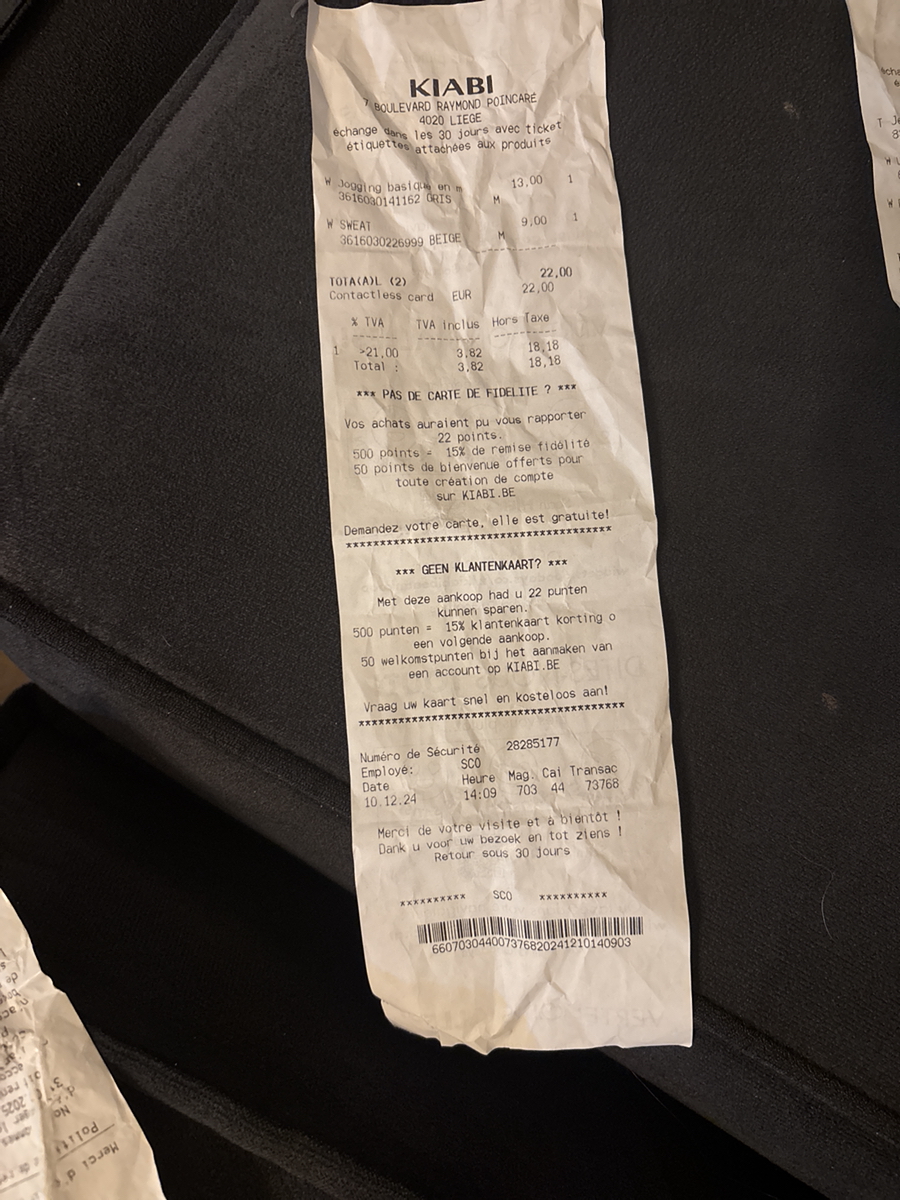 KIABI
7 BOULEVARD RAYMOND POINCARÉ
4020 LIEGE
échange dans les 30 jours avec ticket
étiquettes attachées aux produits
W Jogging basique en m 13,00 1
3616030141162 GRIS M
W SWEAT 9,00 1
3616030226999 BEIGE M
TOTA(A)L (2) 22,00
Contactless card EUR 22,00
% TVA TVA inclus Hors Taxe
1 >21,00 3,82 18,18
Total : 3,82 18,18
*** PAS DE CARTE DE FIDELITE ? ***
Vos achats auraient pu vous rapporter
22 points.
500 points = 15% de remise fidélité
50 points de bienvenue offerts pour
toute création de compte
sur KIABI.BE
Demandez votre carte, elle est gratuite!
***************************************
*** GEEN KLANTENKAART? ***
Met deze aankoop had u 22 punten
kunnen sparen.
500 punten = 15% klantenkaart korting o
een volgende aankoop.
50 welkomstpunten bij het aanmaken van
een account op KIABI.BE
Vraag uw kaart snel en kosteloos aan!
***************************************
Numéro de Sécurité 28285177
Employé: SCO
Date Heure Mag. Cai Transac
10.12.24 14:09 703 44 73768
Merci de votre visite et à bientôt !
Dank u voor uw bezoek en tot ziens !
Retour sous 30 jours
********** SCO **********
66070304400737682024121014​0903
Merci d
Politi
No
2025